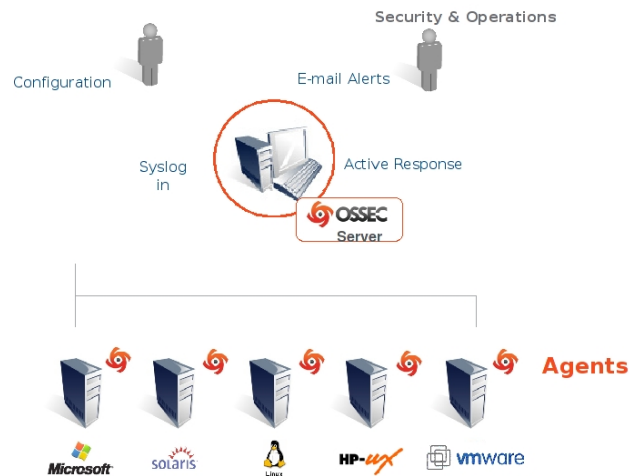 Security & Operations
Configuration
E-mail Alerts
Syslog
in
Active Response
OSSEC
Server
Agents
Microsoft
solaris
Linux
HP-UX
vmware